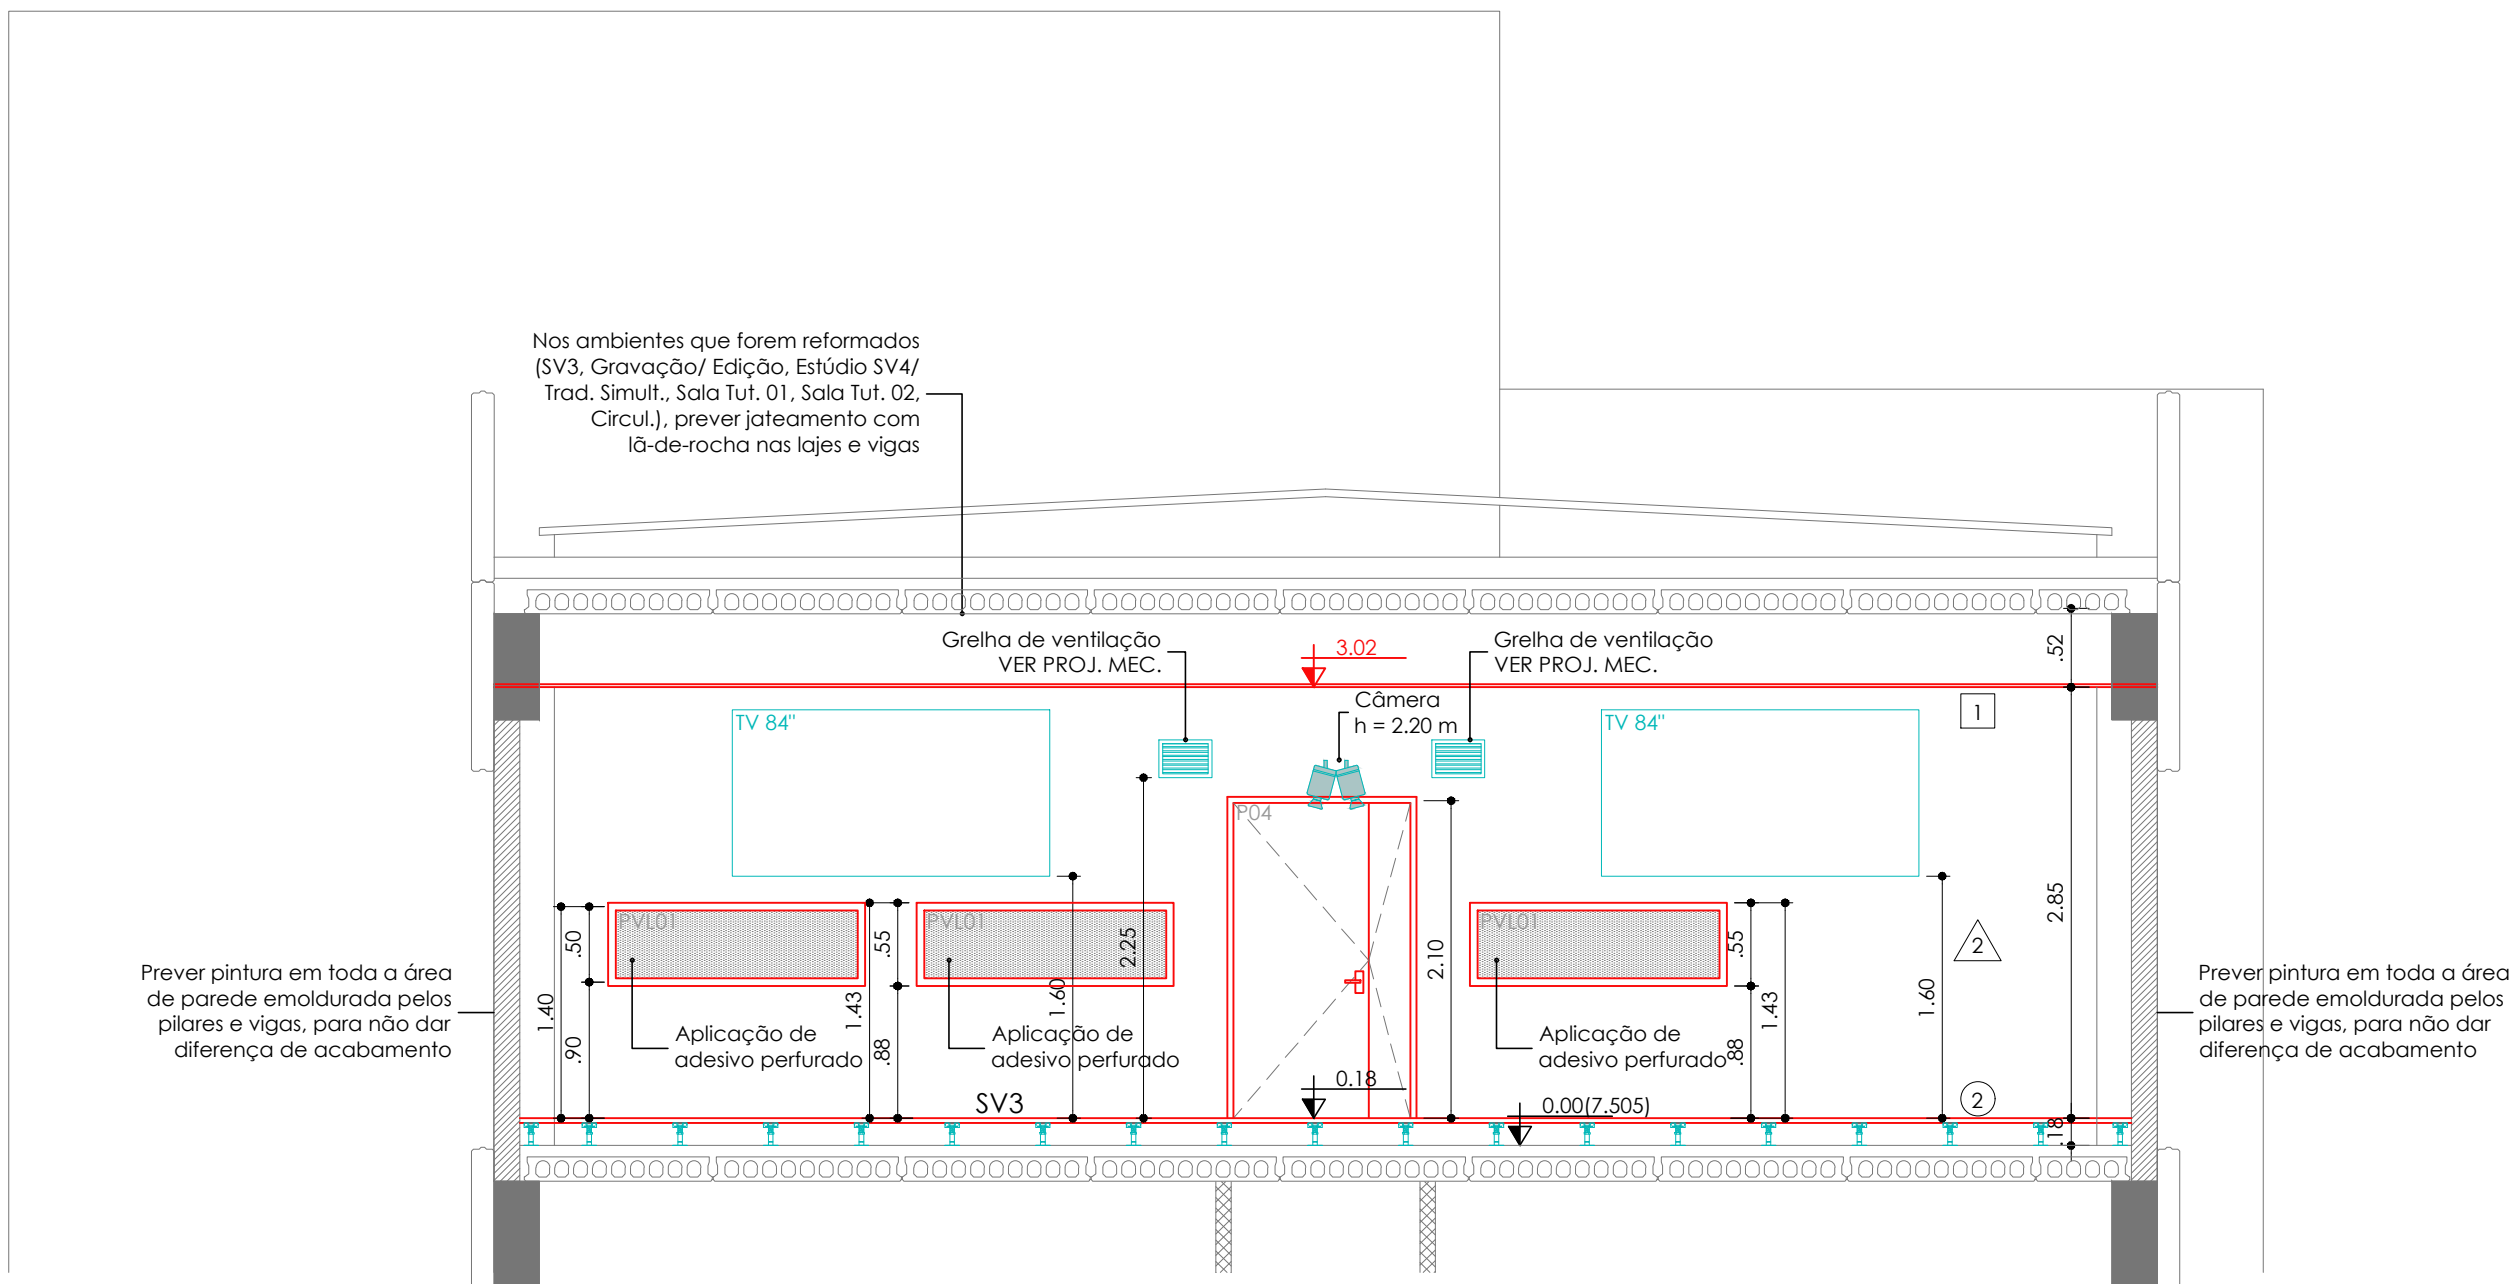 Nos ambientes que forem reformados
(SV3, Gravação/ Edição, Estúdio SV4/
Trad. Simult., Sala Tut. 01, Sala Tut. 02,
Circul.), prever jateamento com
lã-de-rocha nas lajes e vigas
Grelha de ventilação
VER PROJ. MEC.
3.02
Grelha de ventilação
VER PROJ. MEC.
.52
Câmera
h = 2.20 m
1
TV 84"
TV 84"
P04
2.85
PVL01
PVL01
PVL01
.50
.55
2.25
2.10
.55
2
1.40
.90
1.43
.88
1.60
1.43
.88
1.60
Prever pintura em toda a área
de parede emoldurada pelos
pilares e vigas, para não dar
diferença de acabamento
Aplicação de
adesivo perfurado
Aplicação de
adesivo perfurado
Aplicação de
adesivo perfurado
Prever pintura em toda a área
de parede emoldurada pelos
pilares e vigas, para não dar
diferença de acabamento
SV3
0.18
0.00(7.505)
2
.18